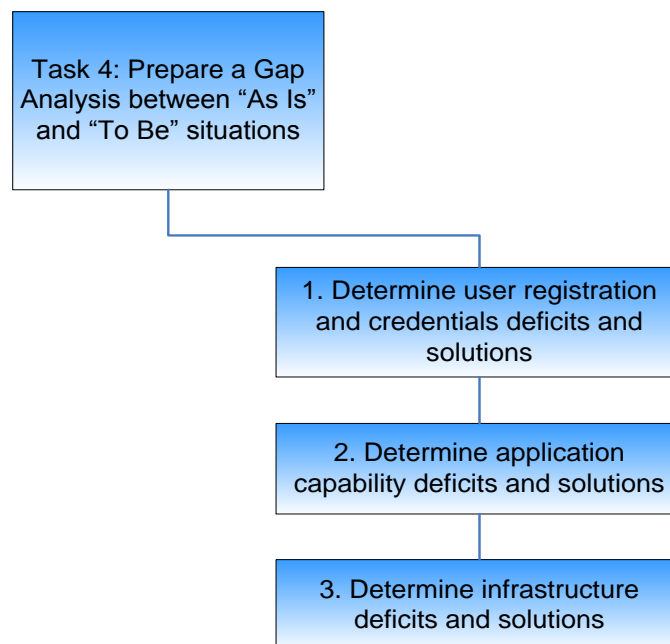 Task 4: Prepare a Gap
Analysis between “As Is”
and “To Be” situations
1. Determine user registration
and credentials deficits and
solutions
2. Determine application
capability deficits and solutions
3. Determine infrastructure
deficits and solutions